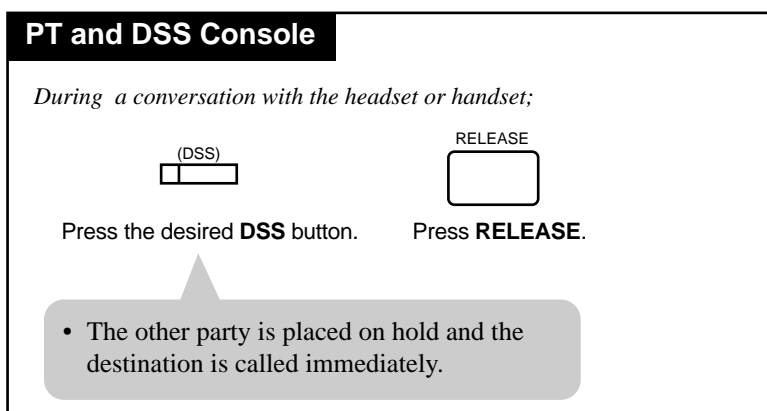 PT and DSS Console
During a conversation with the headset or handset;
(DSS)
RELEASE
Press the desired DSS button.
Press RELEASE.
• The other party is placed on hold and the
destination is called immediately.